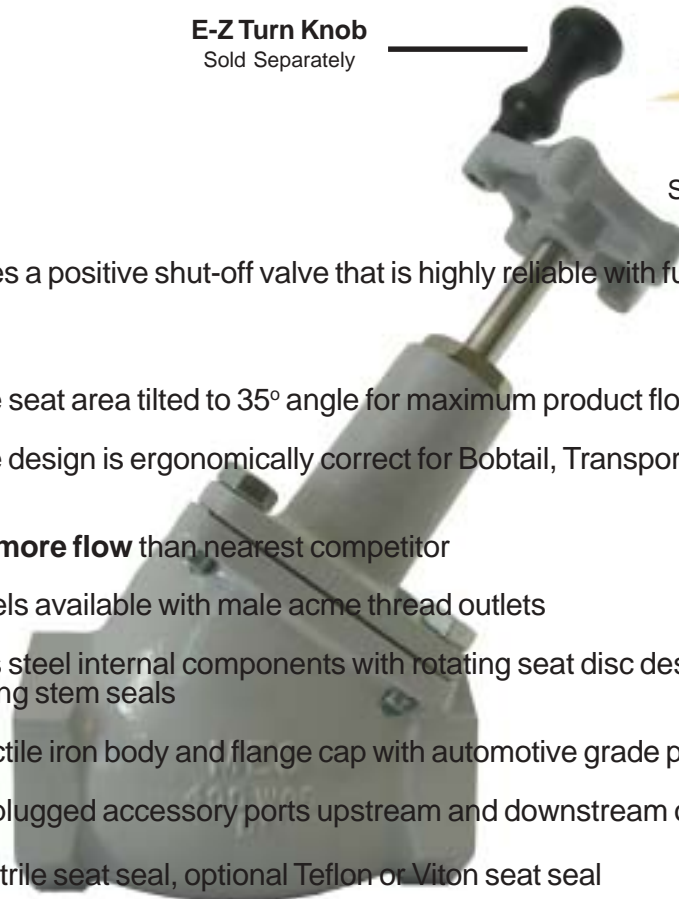 E-Z Turn Knob
Sold Separately
S
es a positive shut-off valve that is highly reliable with fu
e seat area tilted to 35° angle for maximum product flo
e design is ergonomically correct for Bobtail, Transpor
more flow than nearest competitor
els available with male acme thread outlets
s steel internal components with rotating seat disc des
ng stem seals
ctile iron body and flange cap with automotive grade p
plugged accessory ports upstream and downstream o
trile seat seal, optional Teflon or Viton seat seal
MEC
400 WOG